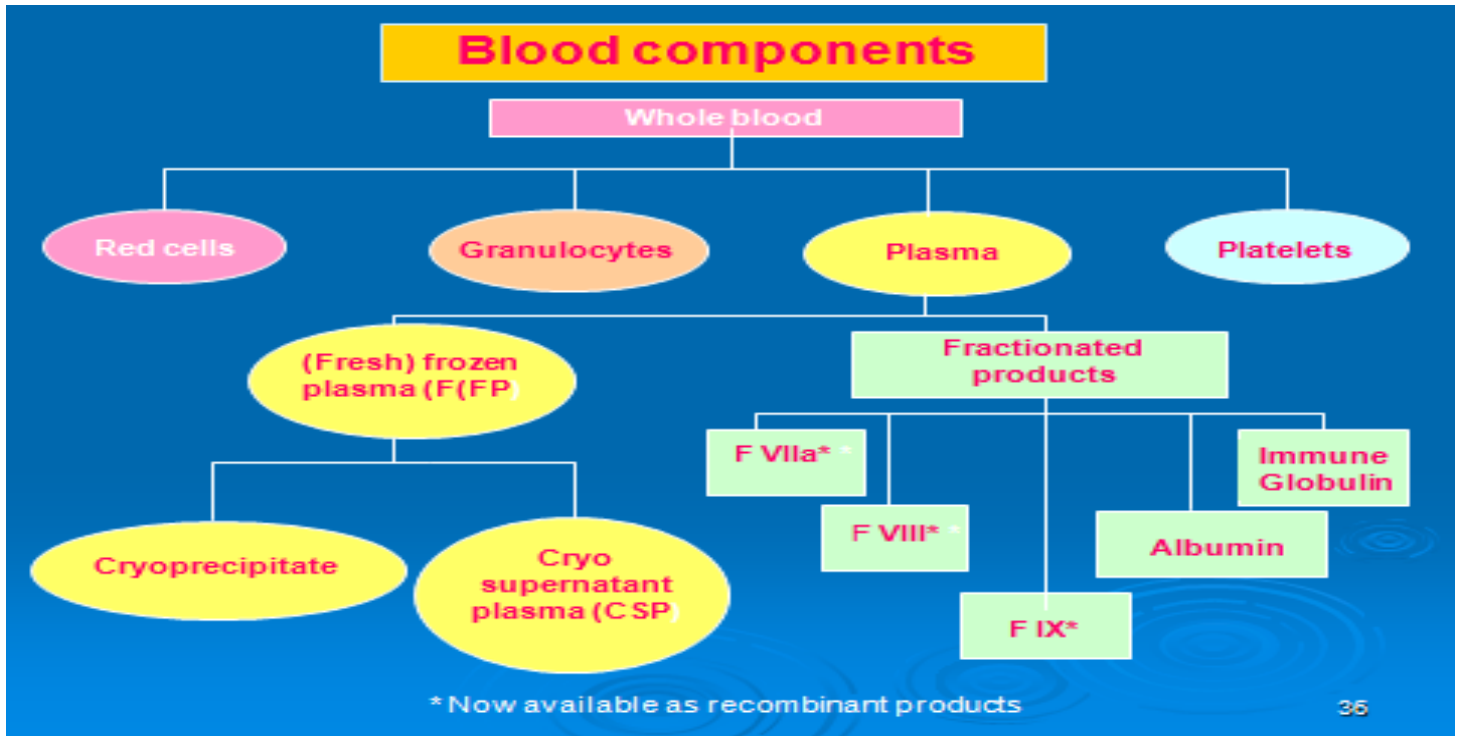 Blood components
Whole blood
Red cells
Granulocytes
Plasma
Platelets
(Fresh) frozen
plasma (F(FP)
Fractionated
products
F VIIa* *
Immune
Globulin
F VIII* *
Albumin
Cryoprecipitate
Cryo
supernatant
plasma (CSP)
F IX*
* Now available as recombinant products
36